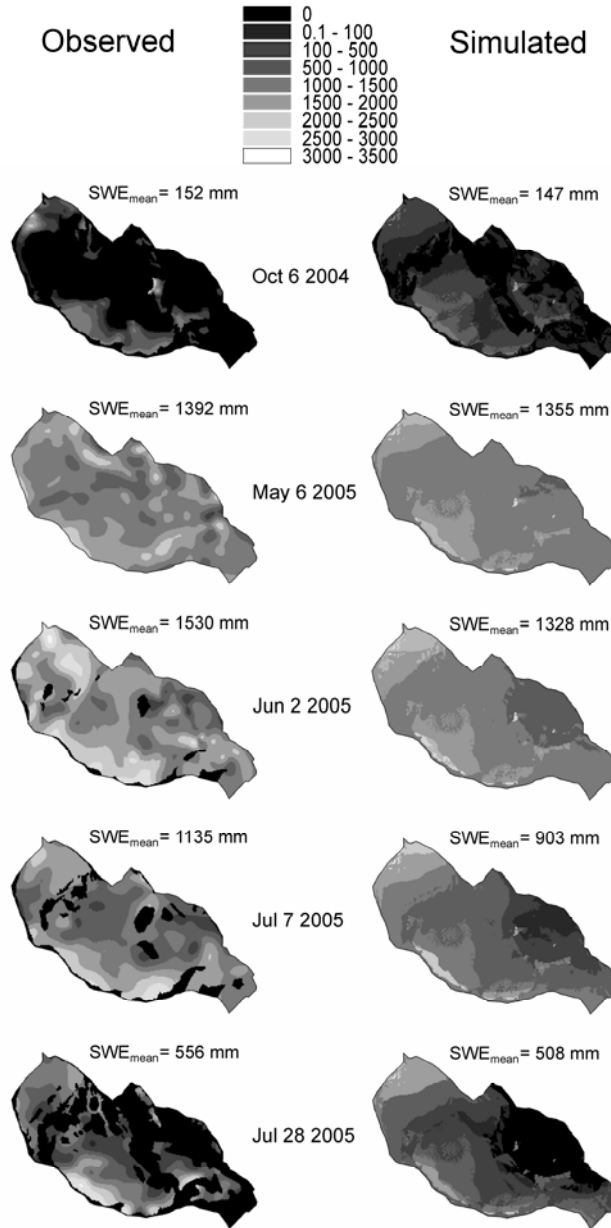 Observed
Simulated
0
0.1 - 100
100 - 500
500 - 1000
1000 - 1500
1500 - 2000
2000 - 2500
2500 - 3000
3000 - 3500
SWEmean= 152 mm
SWEmean= 147 mm
Oct 6 2004
SWEmean= 1392 mm
SWEmean= 1355 mm
May 6 2005
SWEmean= 1530 mm
SWEmean= 1328 mm
Jun 2 2005
SWEmean= 1135 mm
SWEmean= 903 mm
Jul 7 2005
SWEmean= 556 mm
SWEmean= 508 mm
Jul 28 2005